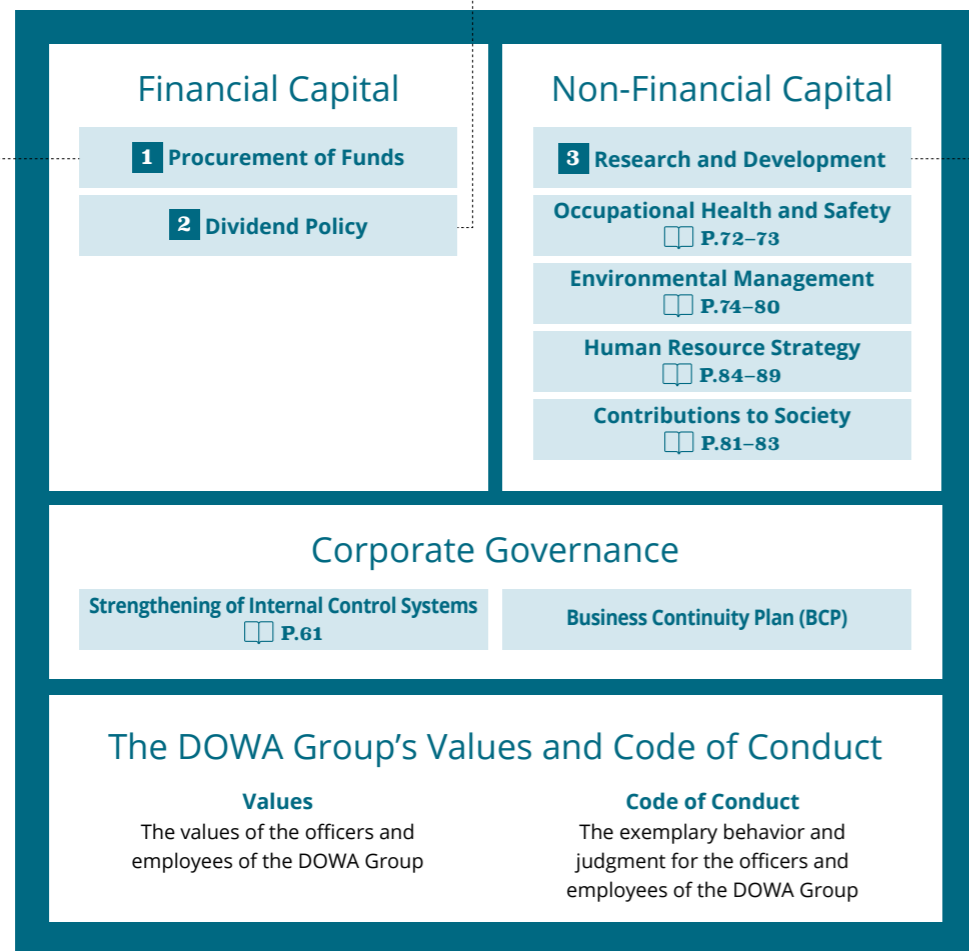 Financial Capital
1 Procurement of Funds
2 Dividend Policy
Non-Financial Capital
3 Research and Development
Occupational Health and Safety
P.72–73
Environmental Management
P.74–80
Human Resource Strategy
P.84–89
Contributions to Society
P.81–83
Corporate Governance
Strengthening of Internal Control Systems
P.61
Business Continuity Plan (BCP)
The DOWA Group’s Values and Code of Conduct
Values
The values of the officers and
employees of the DOWA Group
Code of Conduct
The exemplary behavior and
judgment for the officers and
employees of the DOWA Group